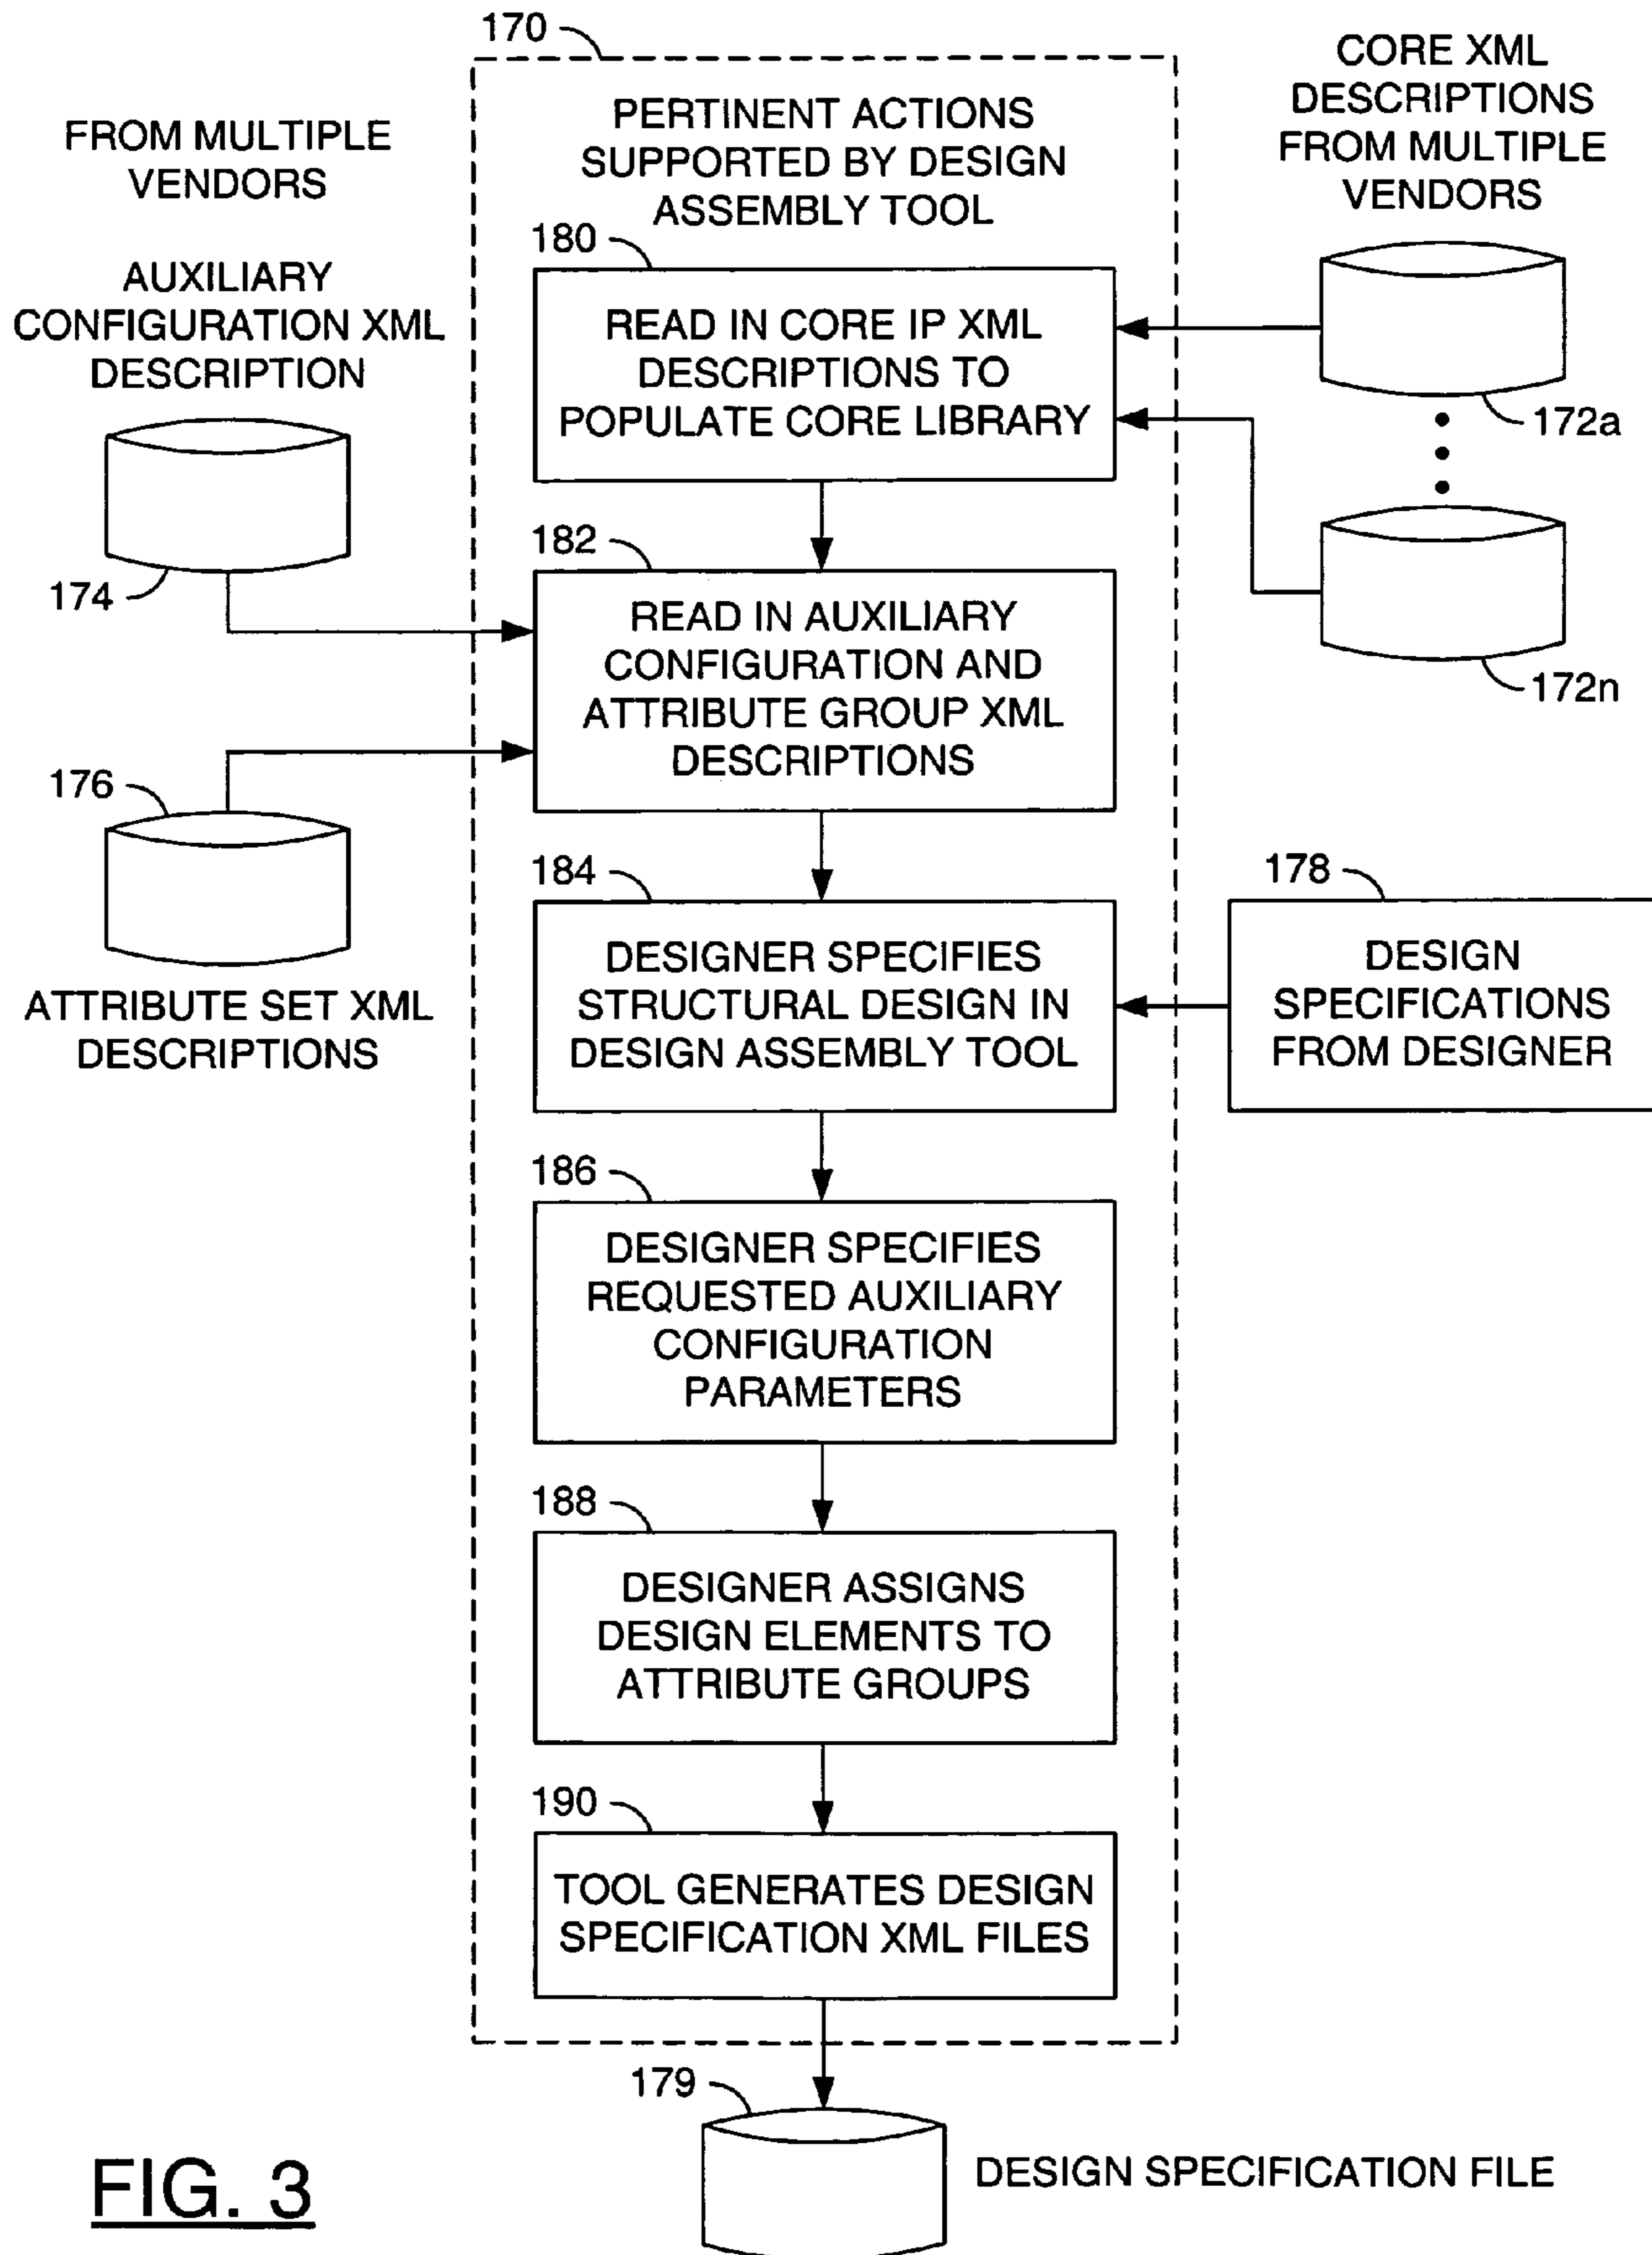 170
CORE XML
DESCRIPTIONS
FROM MULTIPLE
VENDORS
FROM MULTIPLE
VENDORS
PERTINENT ACTIONS
SUPPORTED BY DESIGN
ASSEMBLY TOOL
AUXILIARY
CONFIGURATION XML
DESCRIPTION
180
READ IN CORE IP XML
DESCRIPTIONS TO
POPULATE CORE LIBRARY
172a
174
182
READ IN AUXILIARY
CONFIGURATION AND
ATTRIBUTE GROUP XML
DESCRIPTIONS
172n
176
ATTRIBUTE SET XML
DESCRIPTIONS
184
DESIGNER SPECIFIES
STRUCTURAL DESIGN IN
DESIGN ASSEMBLY TOOL
178
DESIGN
SPECIFICATIONS
FROM DESIGNER
186
DESIGNER SPECIFIES
REQUESTED AUXILIARY
CONFIGURATION
PARAMETERS
188
DESIGNER ASSIGNS
DESIGN ELEMENTS TO
ATTRIBUTE GROUPS
190
TOOL GENERATES DESIGN
SPECIFICATION XML FILES
179
DESIGN SPECIFICATION FILE
FIG. 3